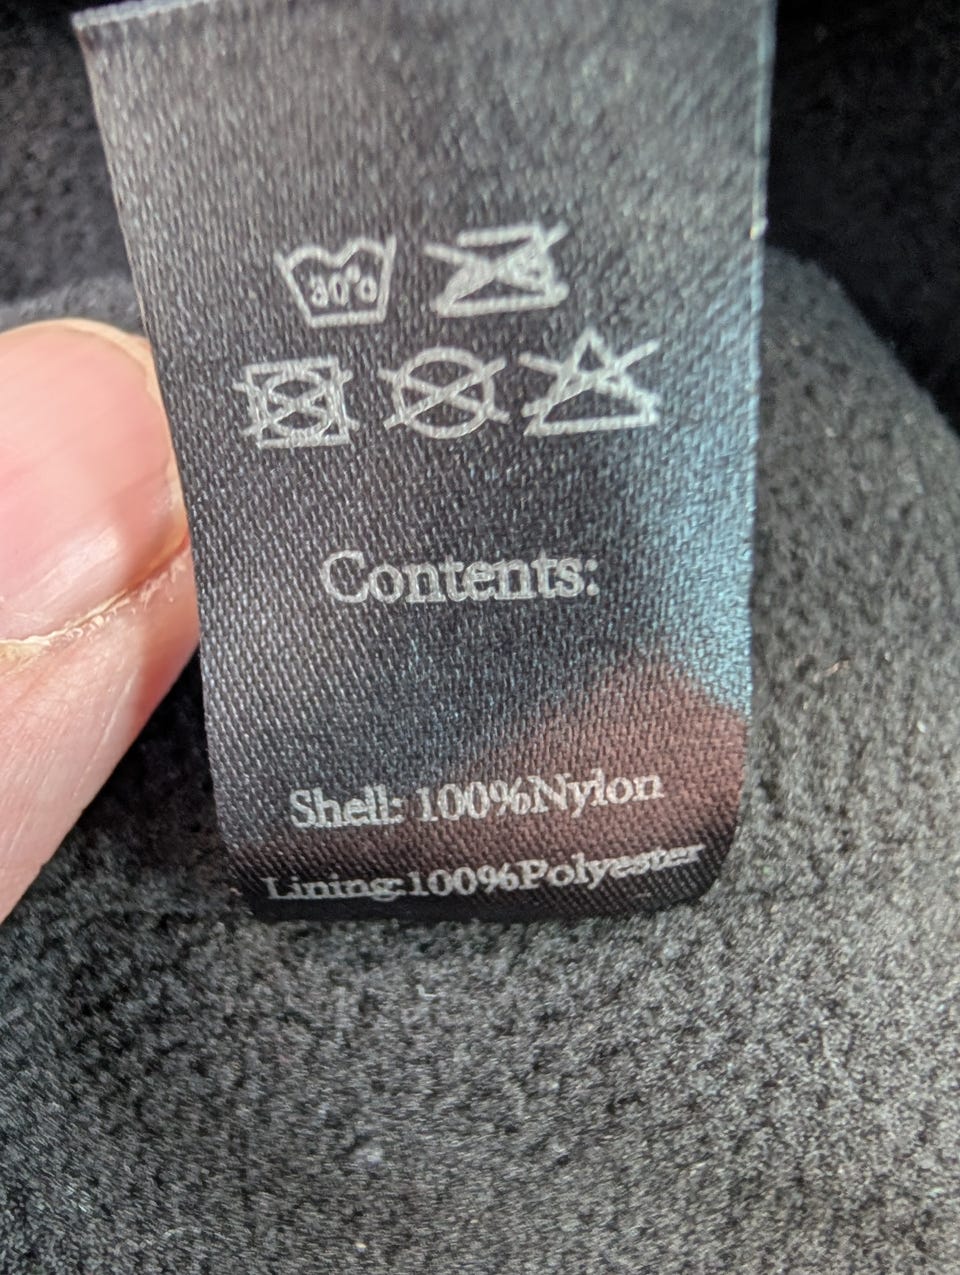 30°
Contents:
Shell: 100%Nylon
Lining:100%Polyester